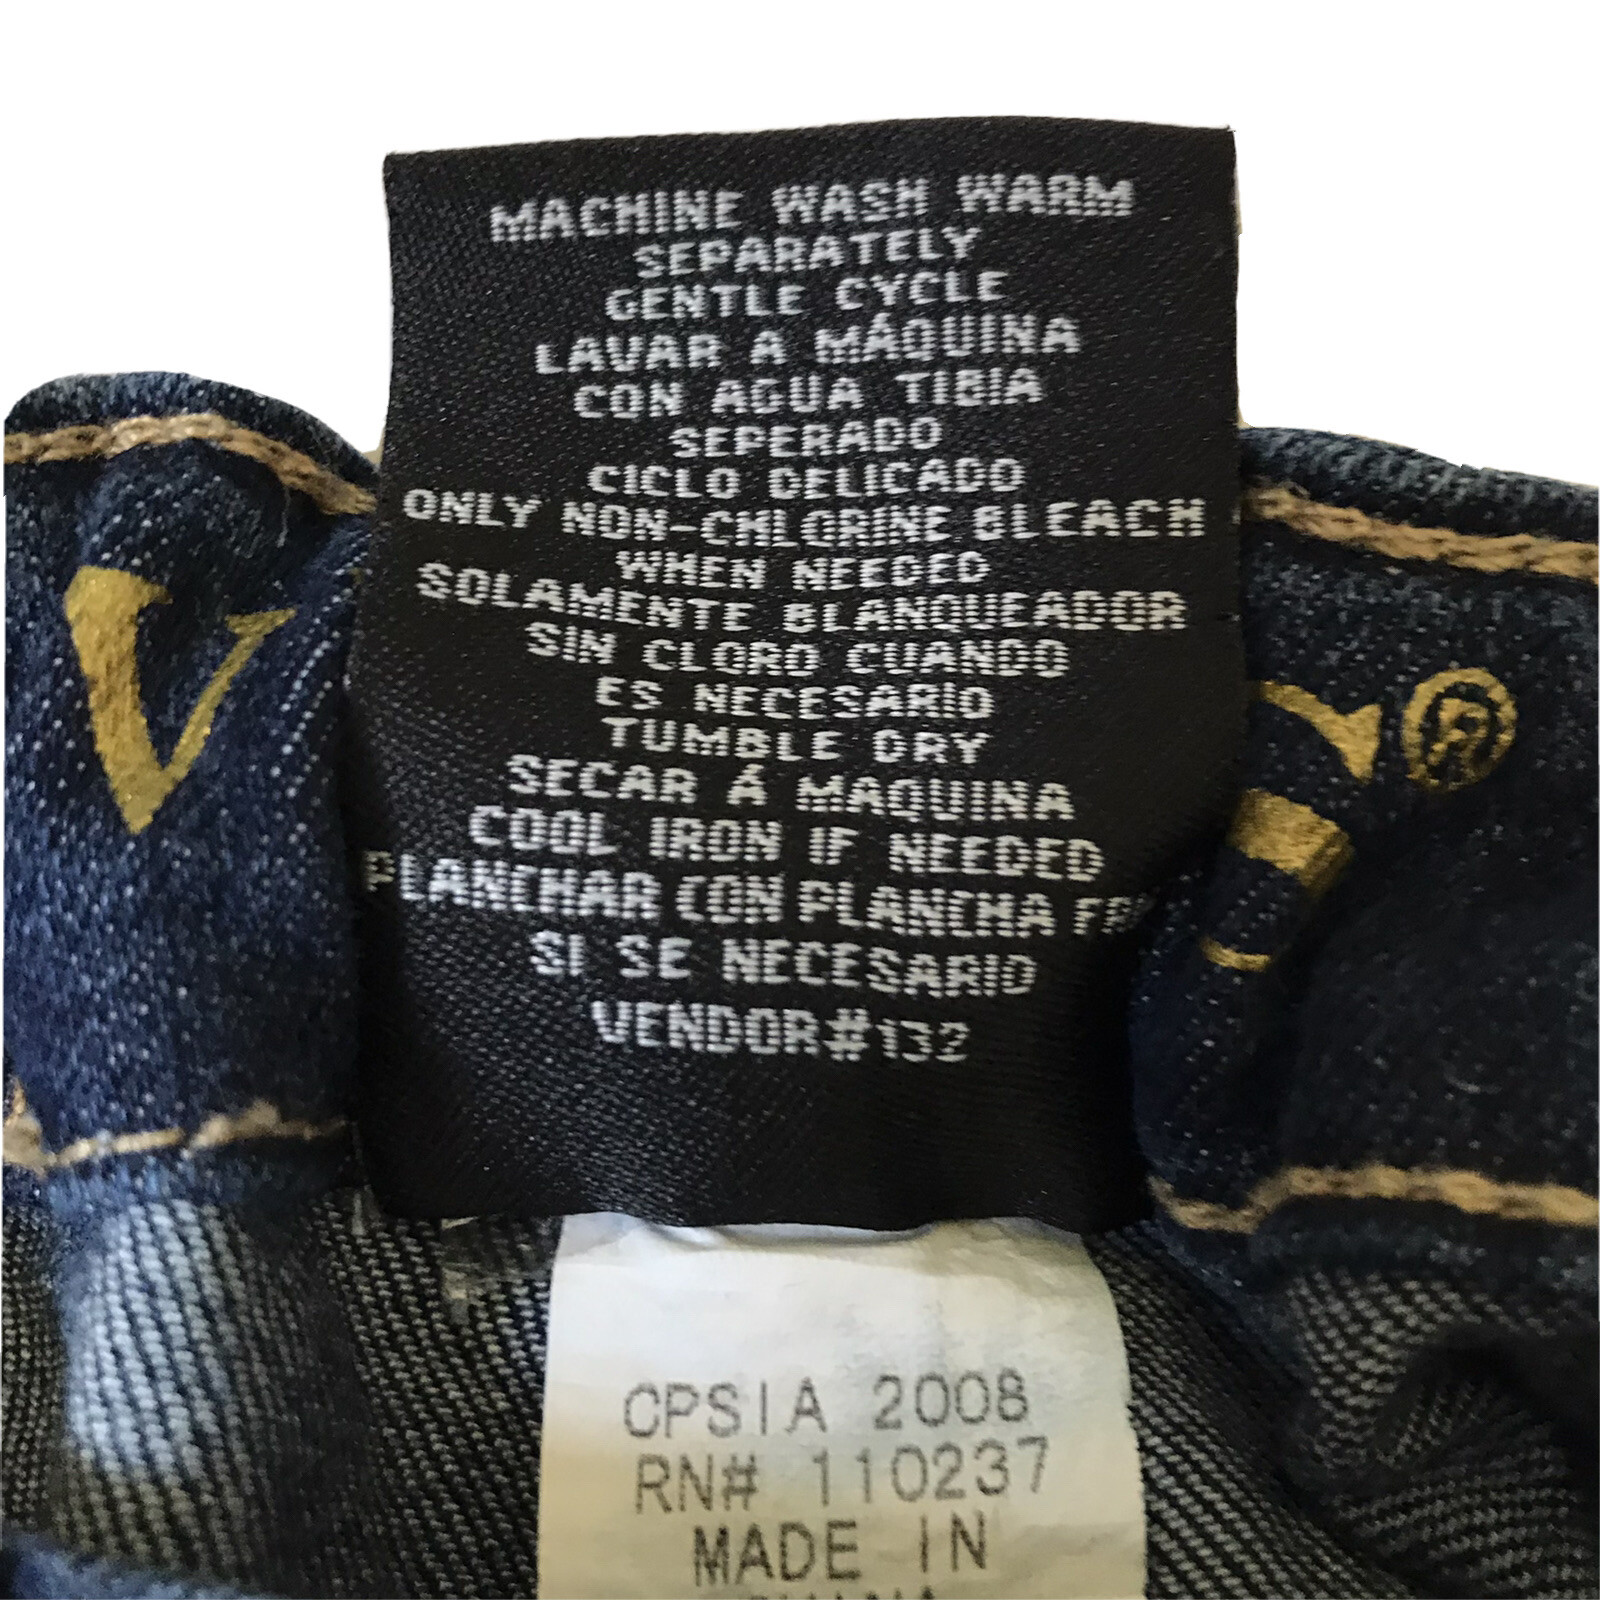 MACHINE WASH WARM
SEPARATELY
GENTLE CYCLE
LAVAR A MÁQUINA
CON AGUA TIBIA
SEPERADO
CICLO DELICADO
ONLY NON-CHLORINE BLEACH
WHEN NEEDED
SOLAMENTE BLANQUEADOR
SIN CLORO CUANDO
ES NECESARIO
TUMBLE DRY
SECAR Á MAQUINA
COOL IRON IF NEEDED
PLANCHAR CON PLANCHA
SI SE NECESARIO
VENDOR#132
V
®
CPSIA 2008
RN# 110237
MADE IN